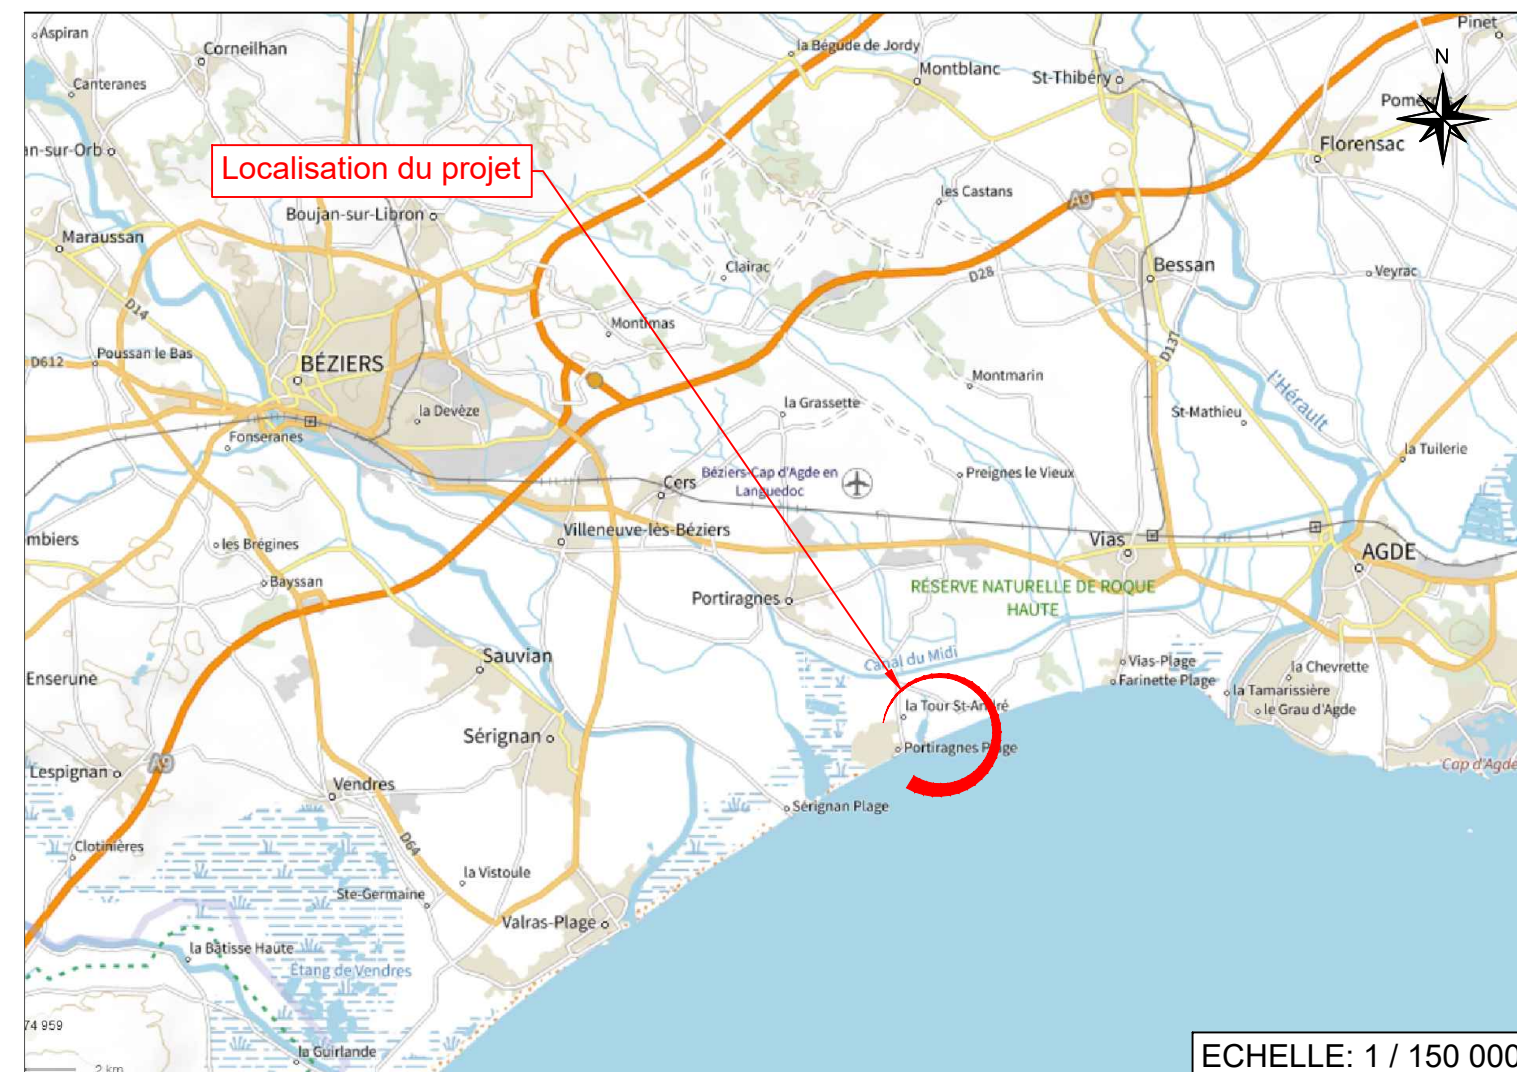 Aspiran
Corneilhan
la Bégude de Jordy
Pinet
N
Canteranes
Montblanc
St-Thibéry
Pomerols
an-sur-Orb
Florensac
Localisation du projet
les Castans
A9
Boujan-sur-Libron
Maraussan
Clairac
Bessan
D28
Veyrac
D14
Montimas
D137
Poussan le Bas
D612
BÉZIERS
Montmarin
l'Hérault
la Devèze
la Grassette
St-Mathieu
Fonseranes
la Tuilerie
Béziers-Cap d'Agde en
Languedoc
Preignes le Vieux
Cers
Villeneuve-lès-Béziers
mbiers
les Brégines
Vias
AGDE
Bayssan
Portiragnes
RÉSERVE NATURELLE DE ROQUE
HAUTE
Sauvian
Canal du Midi
Vias-Plage
la Chevrette
Enserune
Farinette Plage
la Tamarissière
la Tour St-André
le Grau d'Agde
Sérignan
Portiragnes Plage
A9
Cap d'Agde
Lespignan
Vendres
Sérignan Plage
D64
Clotinières
la Vistoule
Ste-Germaine
Valras-Plage
la Bâtisse Haute
Étang de Vendres
74 959
la Guirlande
ECHELLE: 1 / 150 000
2 km